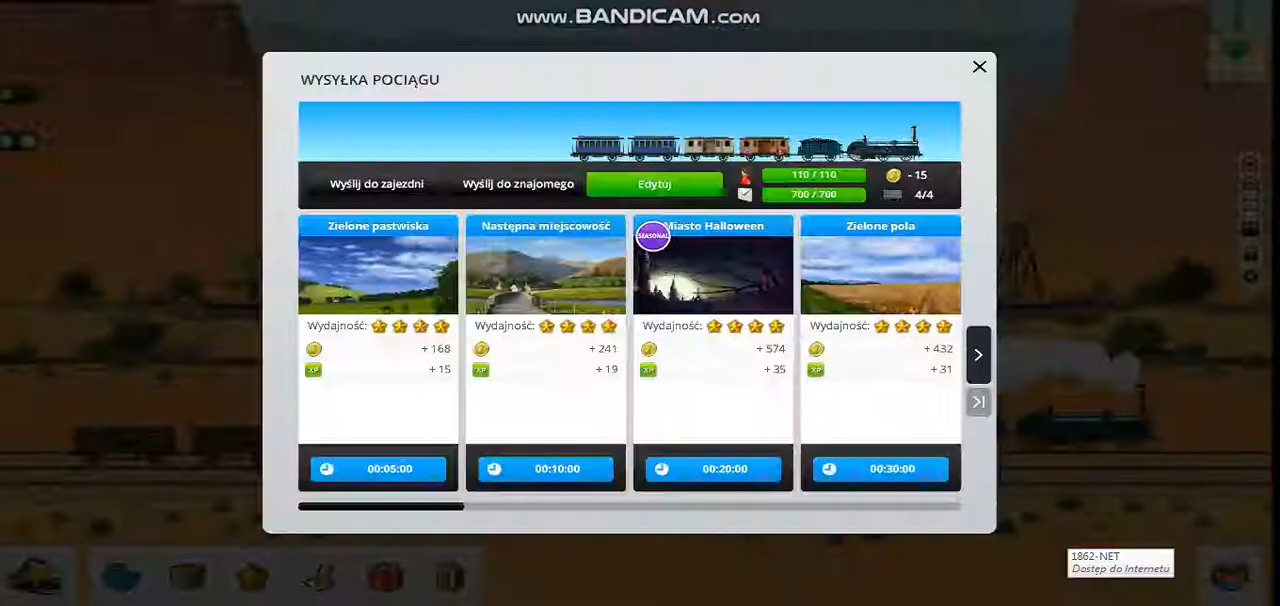 www.BANDICAM.com
WYSYŁKA POCIĄGU
Wyślij do zajezdni Wyślij do znajomego Edytuj 110 / 110 - 15
700 / 700 4/4
Zielone pastwiska Następna miejscowość Miasto Halloween Zielone pola
SEASONAL
Wydajność: Wydajność: Wydajność: Wydajność:
+ 168 + 241 + 574 + 432
XP + 15 XP + 19 XP + 35 XP + 31
00:05:00 00:10:00 00:20:00 00:30:00
1862-NET
Dostęp do Internetu